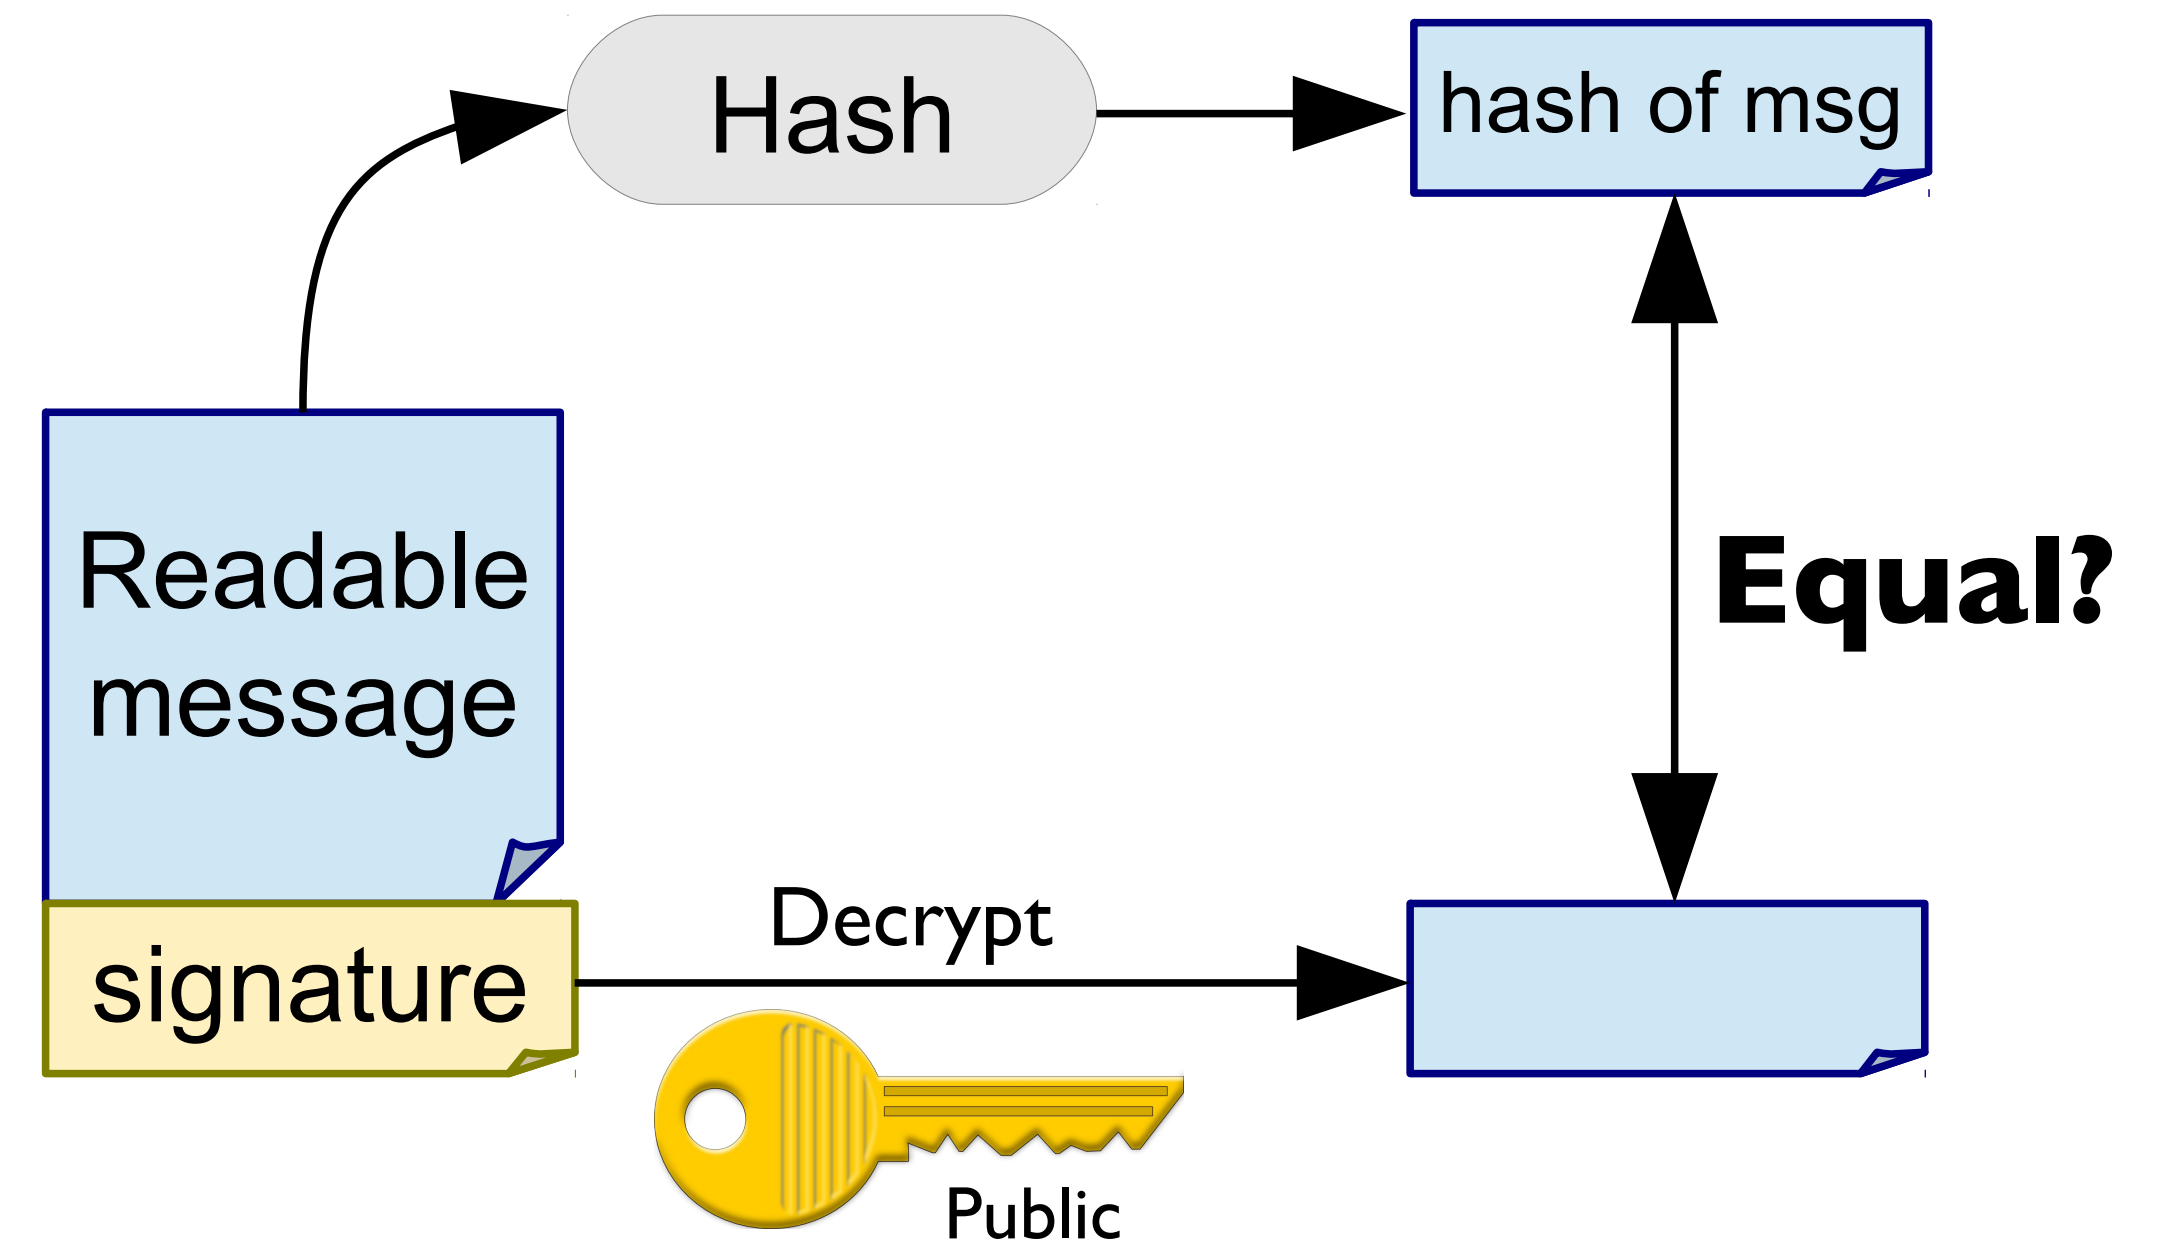 Hash
hash of msg
Readable
message
Equal?
signature
Decrypt
Public